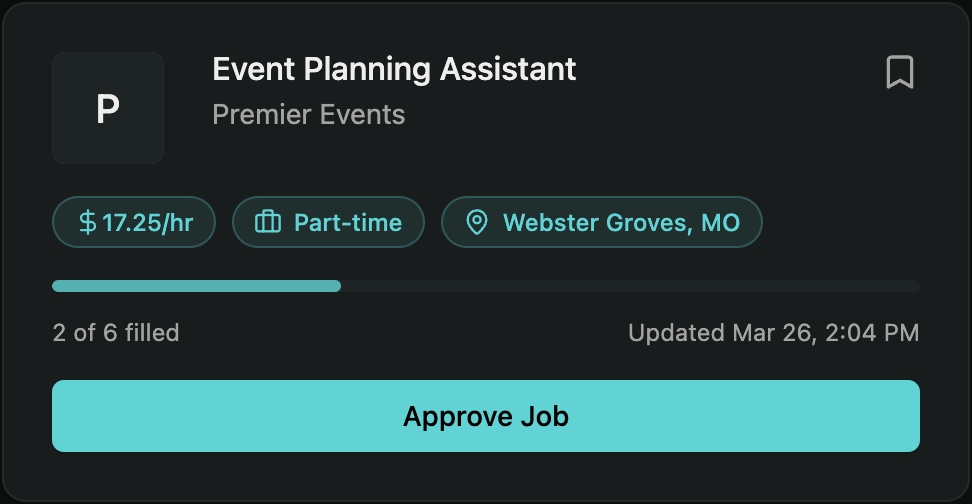 P
Event Planning Assistant
Premier Events
$17.25/hr
Part-time
Webster Groves, MO
2 of 6 filled
Updated Mar 26, 2:04 PM
Approve Job